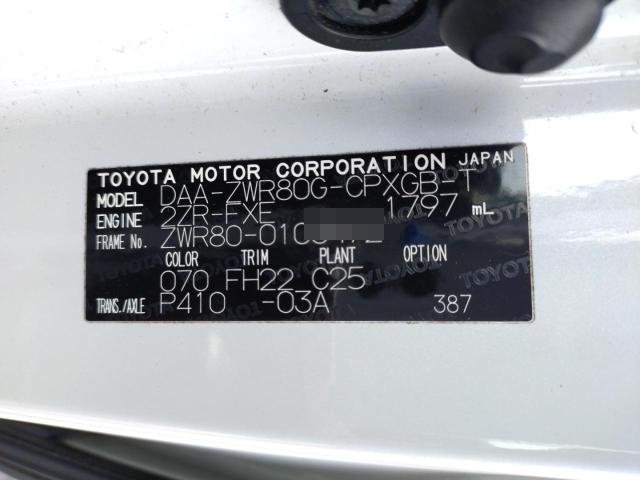 TOYOTA MOTOR CORPORATION JAPAN
MODEL DAA-ZWR80G-CPXGB-T
ENGINE 2ZR-FXE 1797 mL
FRAME No.
COLOR TRIM PLANT OPTION
070 FH22 C25
TRANS./AXLE P410 -03A 387